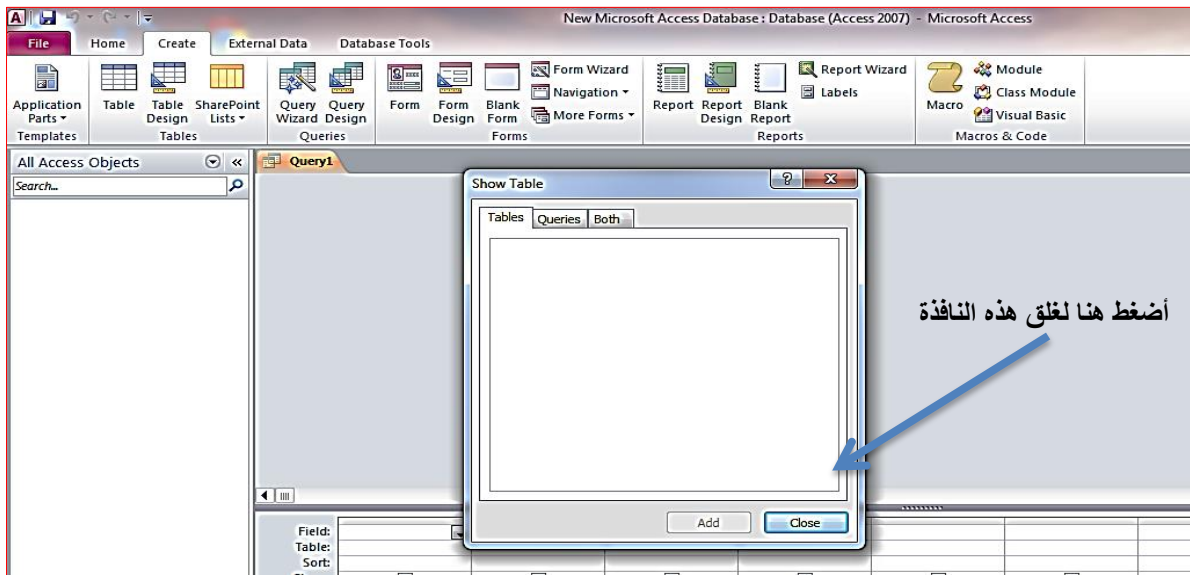 New Microsoft Access Database : Database (Access 2007) - Microsoft Access
File Home Create External Data Database Tools
Application Parts
Table
Table Design
SharePoint Lists
Query Wizard
Query Design
Form
Form Design
Blank Form
Form Wizard
Navigation
More Forms
Report
Report Design
Blank Report
Report Wizard
Labels
Macro
Module
Class Module
Visual Basic
Templates Tables Queries Forms Reports Macros & Code
All Access Objects
Search...
Query1
Show Table
Tables Queries Both
أضغط هنا لغلق هذه النافذة
Add Close
Field:
Table:
Sort: